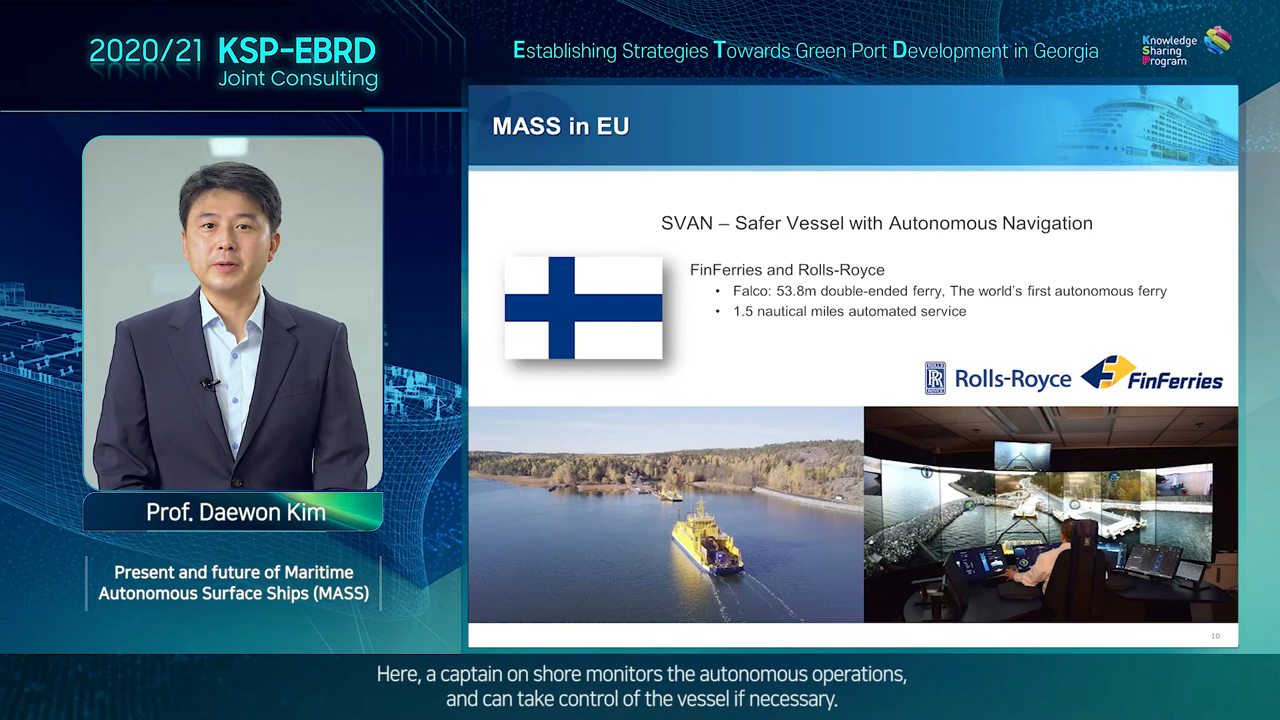 2020/21 KSP-EBRD
Joint Consulting
Establishing Strategies Towards Green Port Development in Georgia
Knowledge
Sharing
Program
MASS in EU
SVAN – Safer Vessel with Autonomous Navigation
FinFerries and Rolls-Royce
• Falco: 53.8m double-ended ferry, The world's first autonomous ferry
• 1.5 nautical miles automated service
ROLLS
RR
ROYCE
Rolls-Royce
FinFerries
10
Prof. Daewon Kim
Present and future of Maritime
Autonomous Surface Ships (MASS)
Here, a captain on shore monitors the autonomous operations,
and can take control of the vessel if necessary.